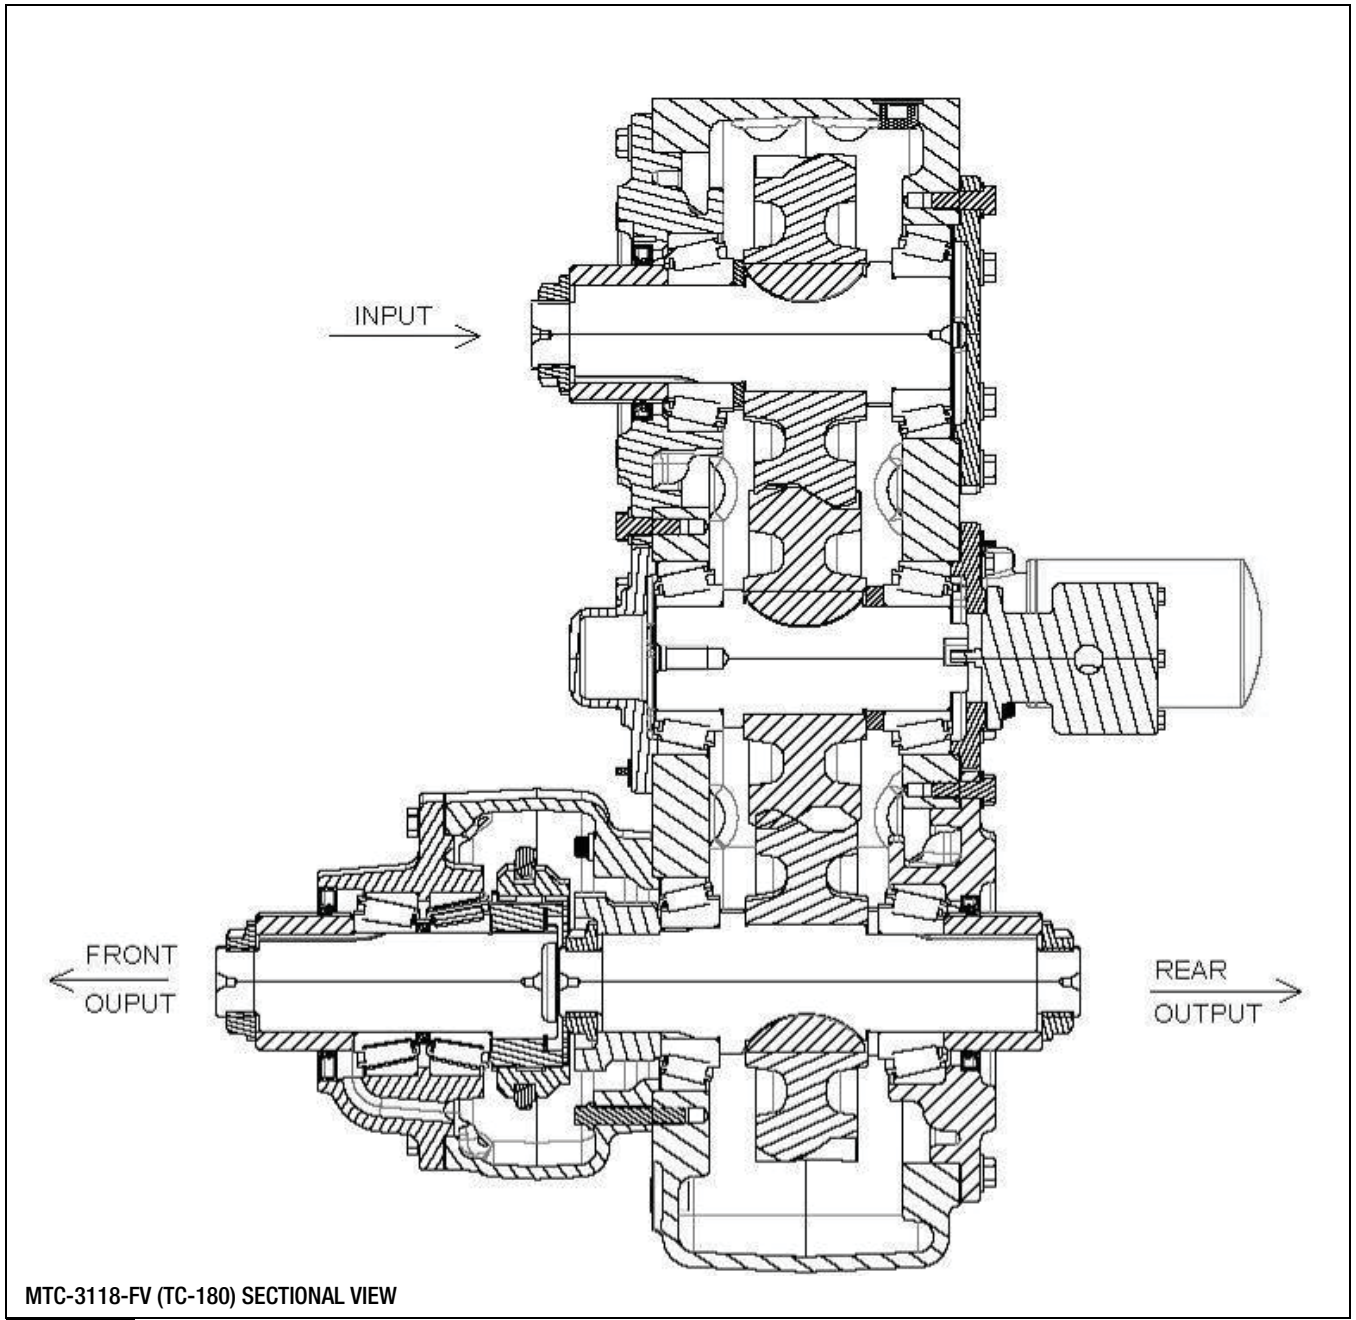 INPUT
FRONT
OUPUT
REAR
OUTPUT
MTC-3118-FV (TC-180) SECTIONAL VIEW